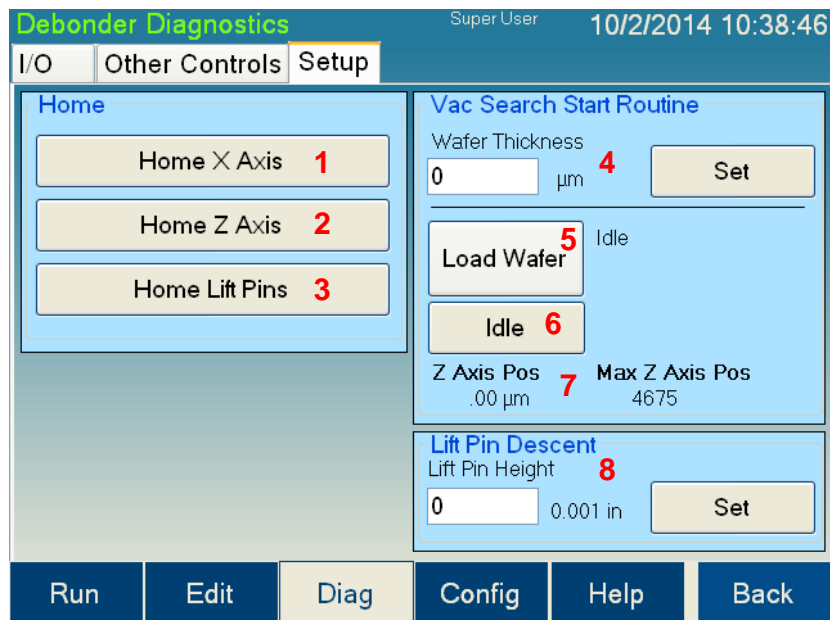 Debonder Diagnostics Super User 10/2/2014 10:38:46
I/O Other Controls Setup
Home
Home X Axis 1
Home Z Axis 2
Home Lift Pins 3
Vac Search Start Routine
Wafer Thickness
0 µm 4 Set
Load Wafer 5 Idle
Idle 6
Z Axis Pos 7 Max Z Axis Pos
.00 µm 4675
Lift Pin Descent
Lift Pin Height 8
0 0.001 in Set
Run Edit Diag Config Help Back